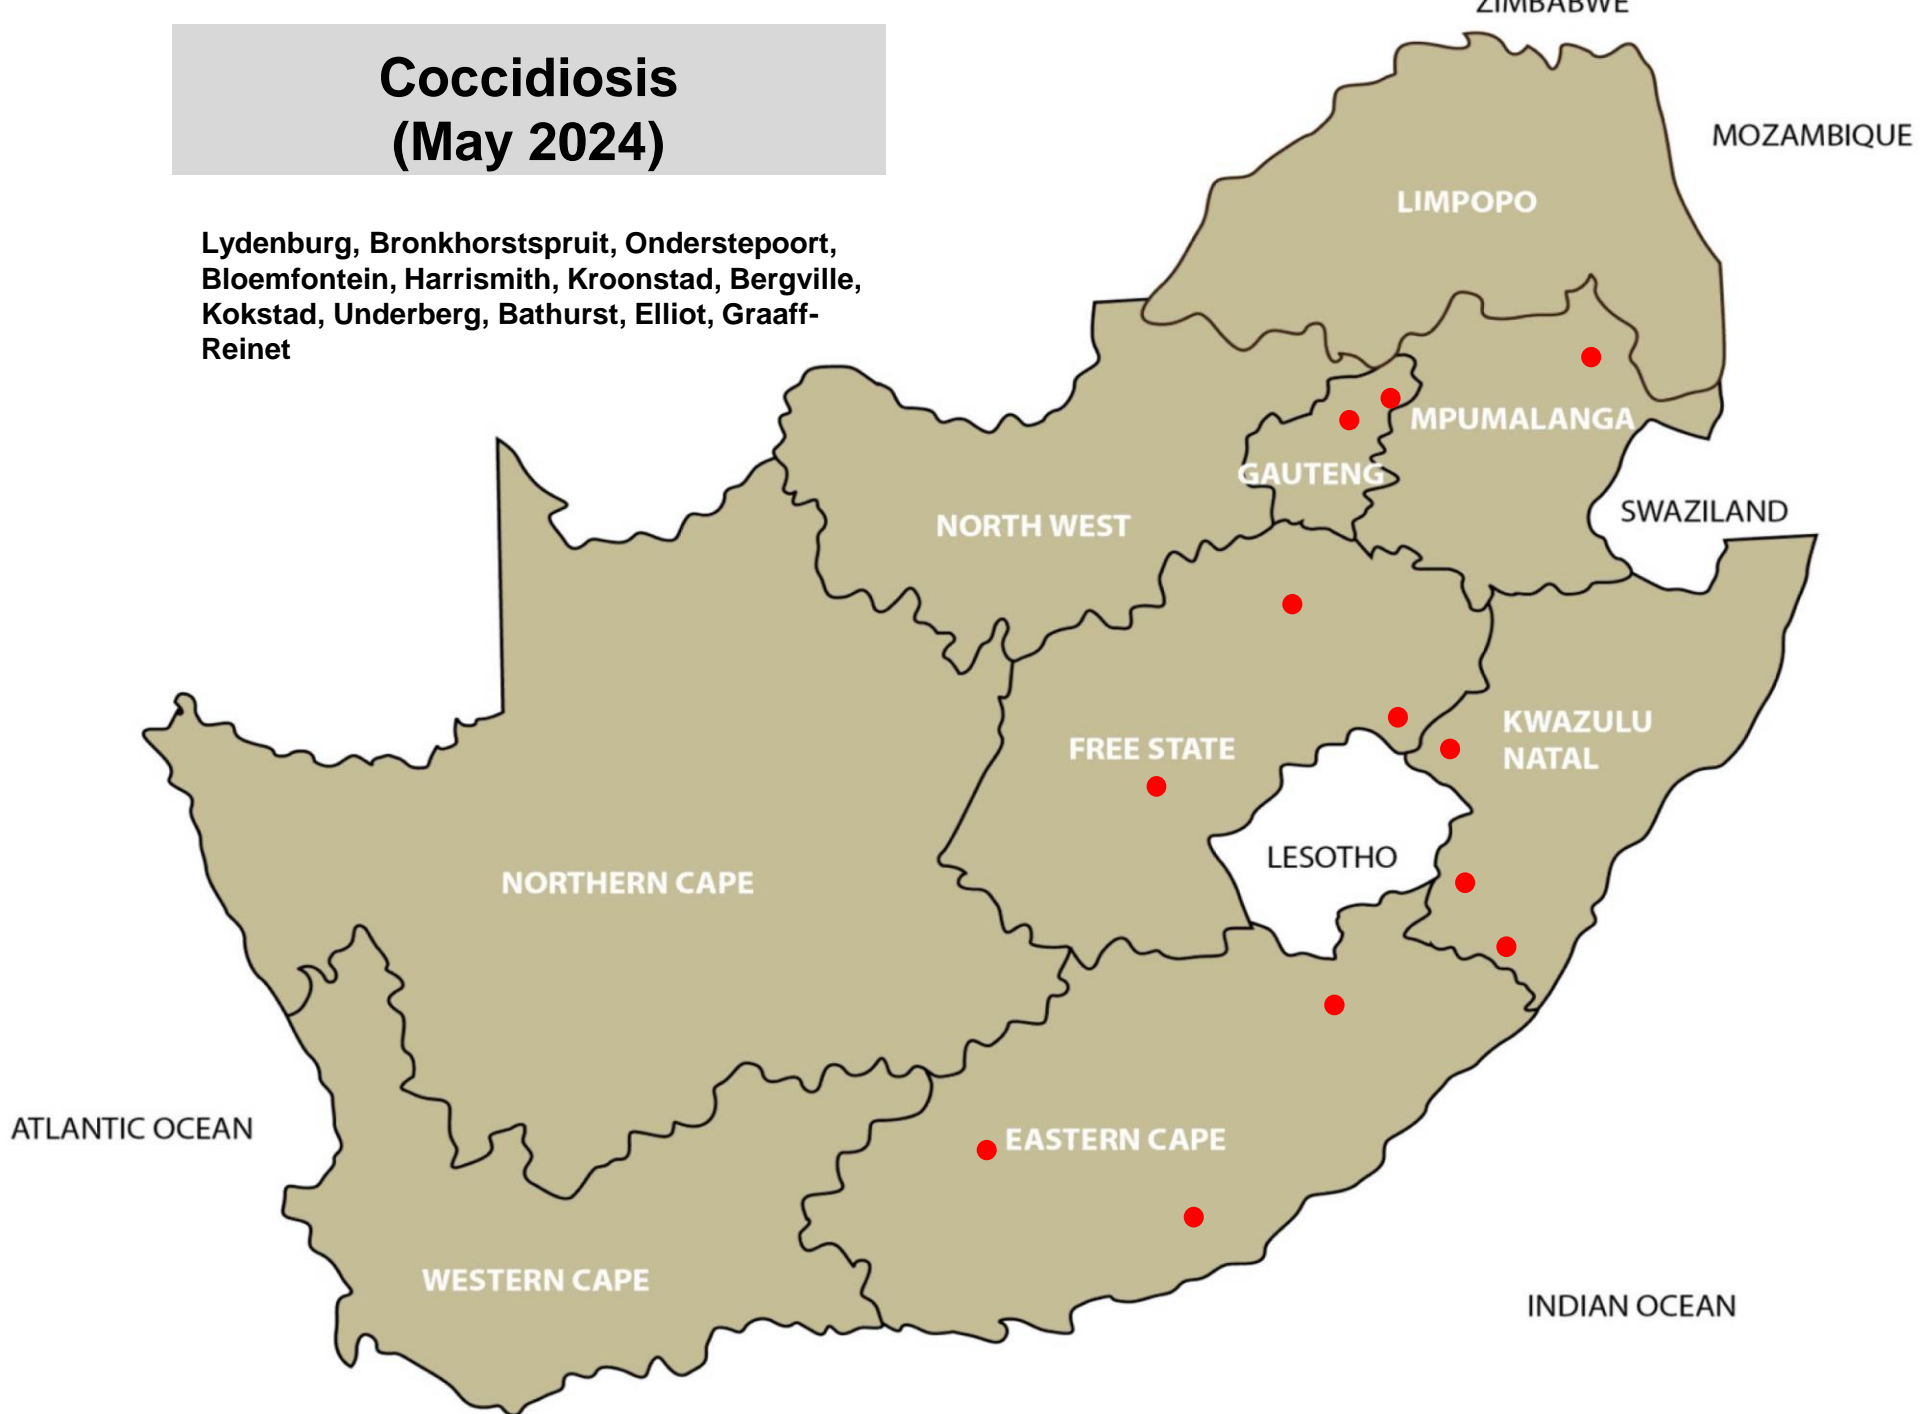 ZIMBABWE
Coccidiosis
(May 2024)
MOZAMBIQUE
LIMPOPO
Lydenburg, Bronkhorstspruit, Onderstepoort,
Bloemfontein, Harrismith, Kroonstad, Bergville,
Kokstad, Underberg, Bathurst, Elliot, Graaff-
Reinet
MPUMALANGA
GAUTENG
SWAZILAND
NORTH WEST
KWAZULU
NATAL
FREE STATE
LESOTHO
NORTHERN CAPE
ATLANTIC OCEAN
EASTERN CAPE
WESTERN CAPE
INDIAN OCEAN